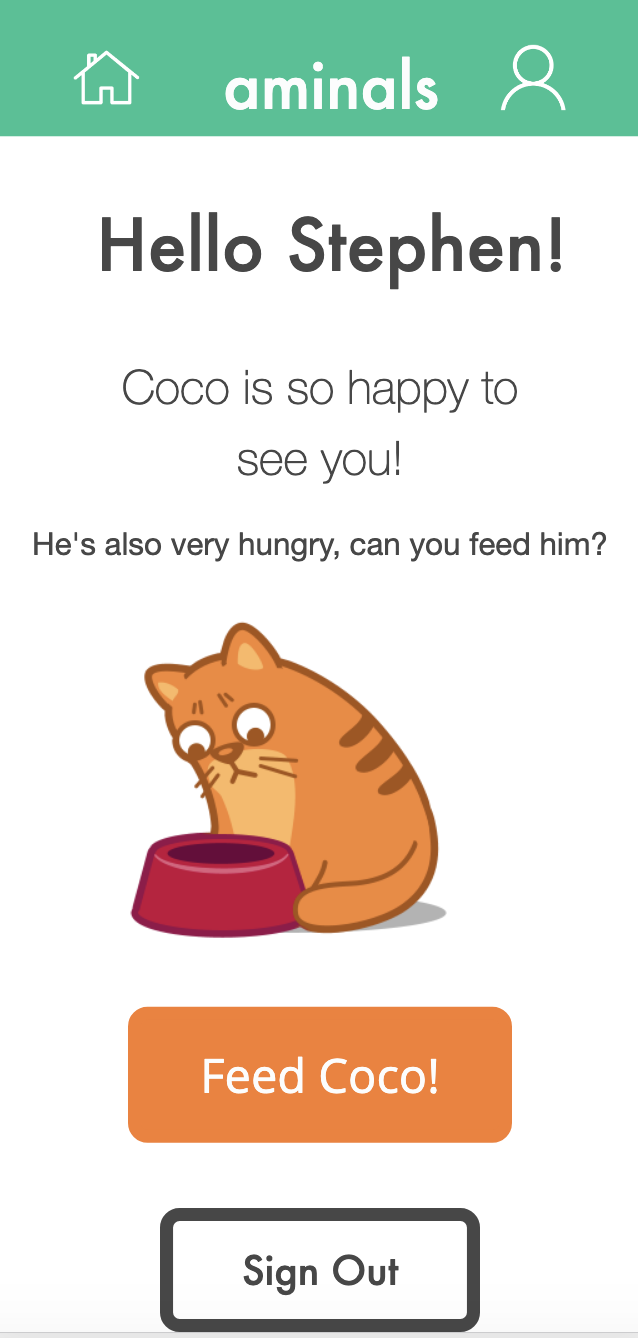 aminals
Hello Stephen!
Coco is so happy to
see you!
He's also very hungry, can you feed him?
Feed Coco!
Sign Out